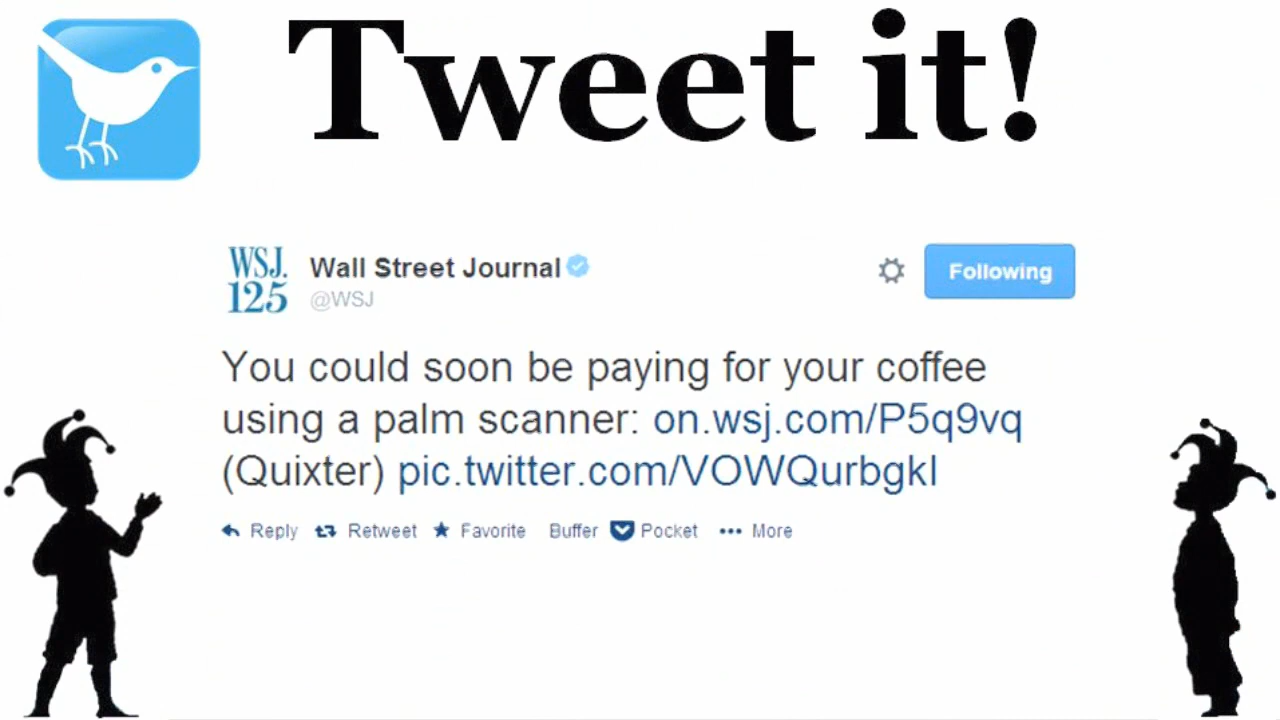 Tweet it!
WSJ.
125
Wall Street Journal
@WSJ
Following
You could soon be paying for your coffee
using a palm scanner: on.wsj.com/P5q9vq
(Quixter) pic.twitter.com/VOWQurbgkI
Reply Retweet Favorite Buffer Pocket More